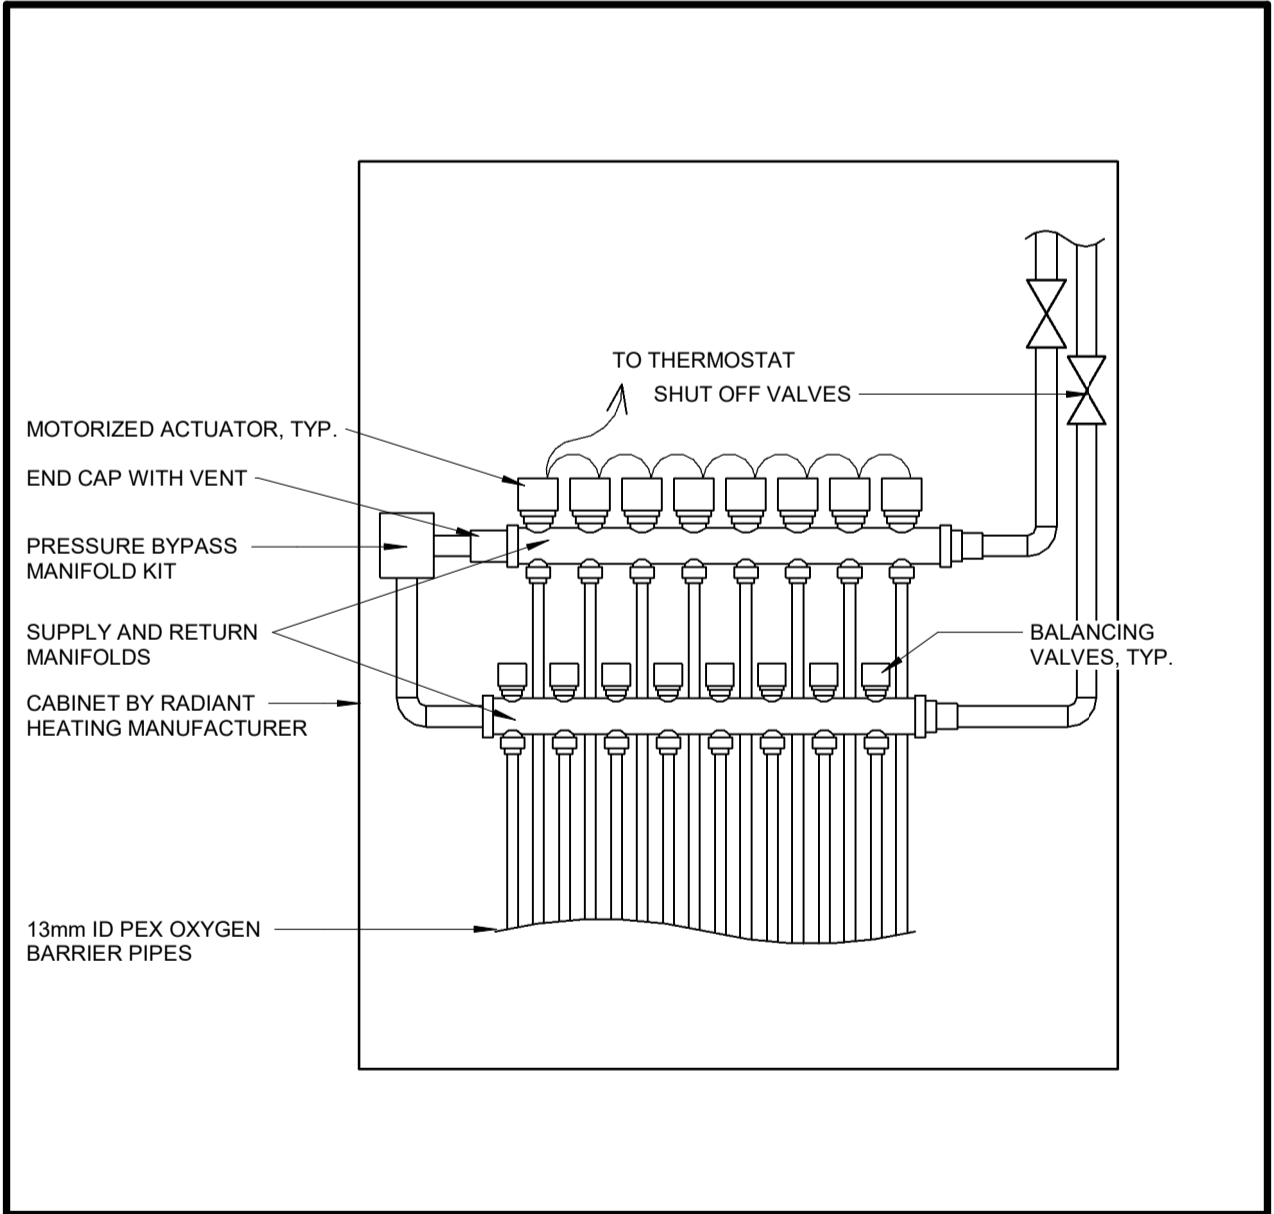 TO THERMOSTAT
SHUT OFF VALVES
MOTORIZED ACTUATOR, TYP.
END CAP WITH VENT
PRESSURE BYPASS
MANIFOLD KIT
SUPPLY AND RETURN
MANIFOLDS
BALANCING
VALVES, TYP.
CABINET BY RADIANT
HEATING MANUFACTURER
13mm ID PEX OXYGEN
BARRIER PIPES